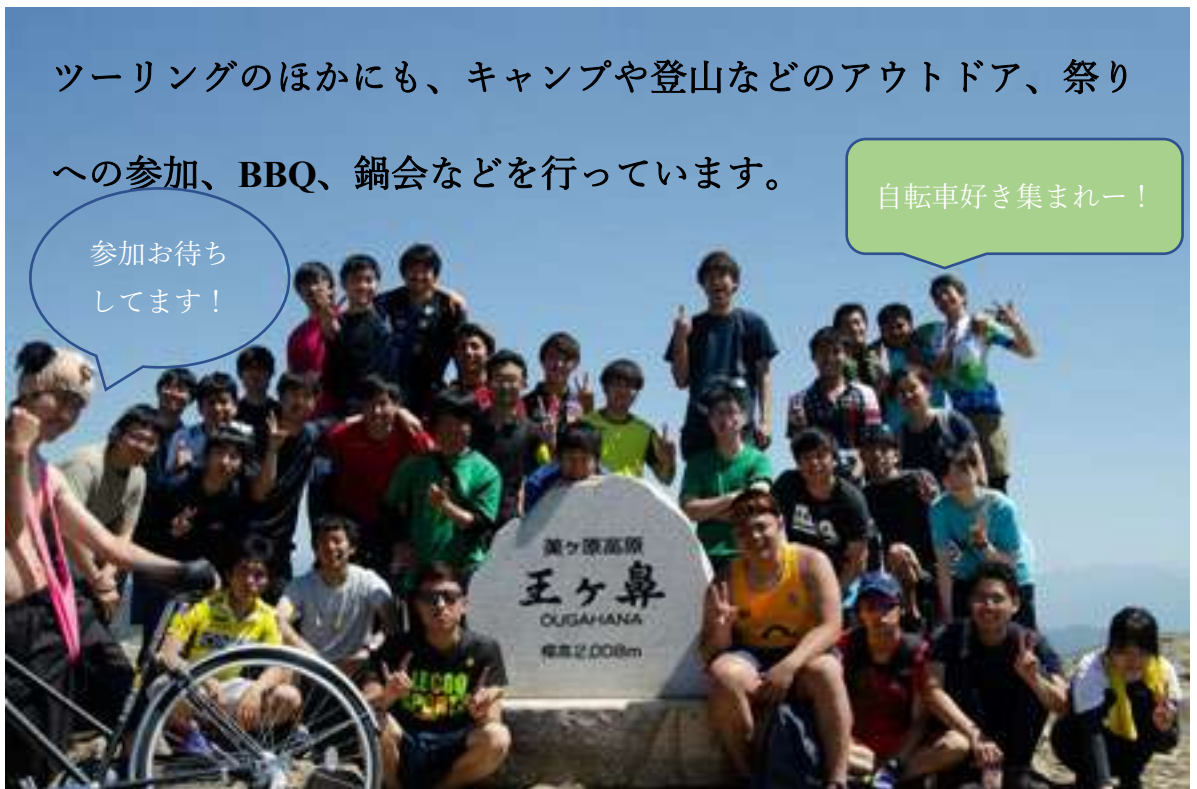 ツーリングのほかにも、キャンプや登山などのアウトドア、祭り
への参加、BBQ、鍋会などを行っています。
自転車好き集まれー！
参加お待ち
してます！
美ヶ原高原
王ヶ鼻
OUGAHANA
標高2,008m